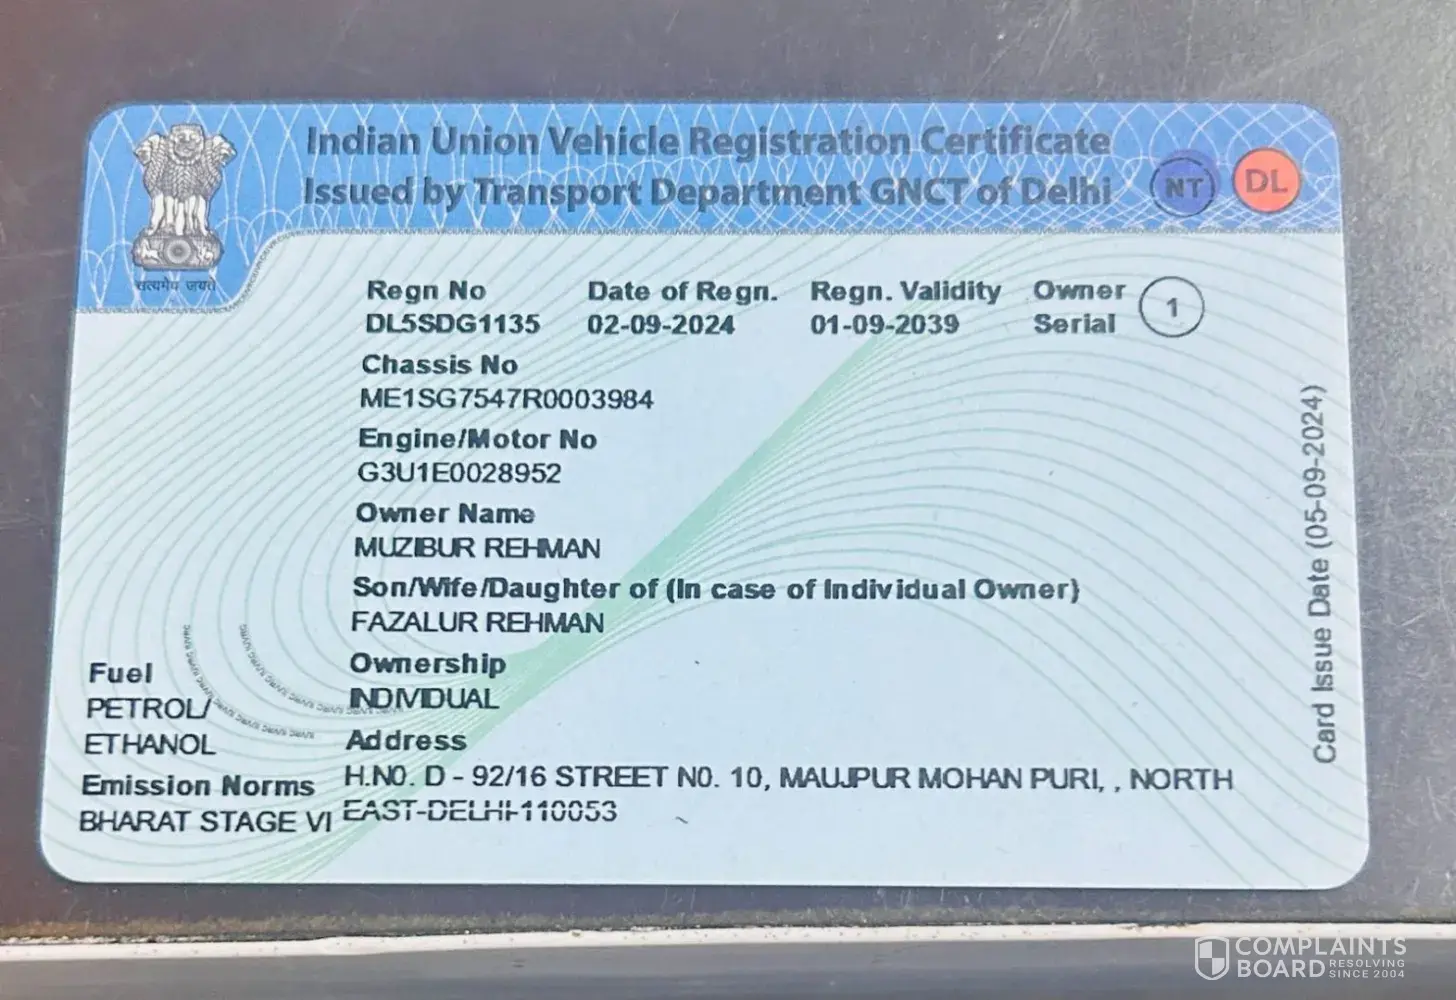 Indian Union Vehicle Registration Certificate
Issued by Transport Department GNCT of Delhi
NT DL
सत्यमेव जयते
Regn No Date of Regn. Regn. Validity Owner Serial 1
DL5SDG1135 02-09-2024 01-09-2039
Chassis No
ME1SG7547R0003984
Engine/Motor No
G3U1E0028952
Owner Name
MUZIBUR REHMAN
Son/Wife/Daughter of (In case of Individual Owner)
FAZALUR REHMAN
Ownership
INDIVIDUAL
Address
H.NO. D - 92/16 STREET NO. 10, MAUJPUR MOHAN PURI, , NORTH
EAST-DELHI-110053
Fuel
PETROL/
ETHANOL
Emission Norms
BHARAT STAGE VI
Card Issue Date (05-09-2024)
COMPLAINTS
BOARD RESOLVING
SINCE 2004